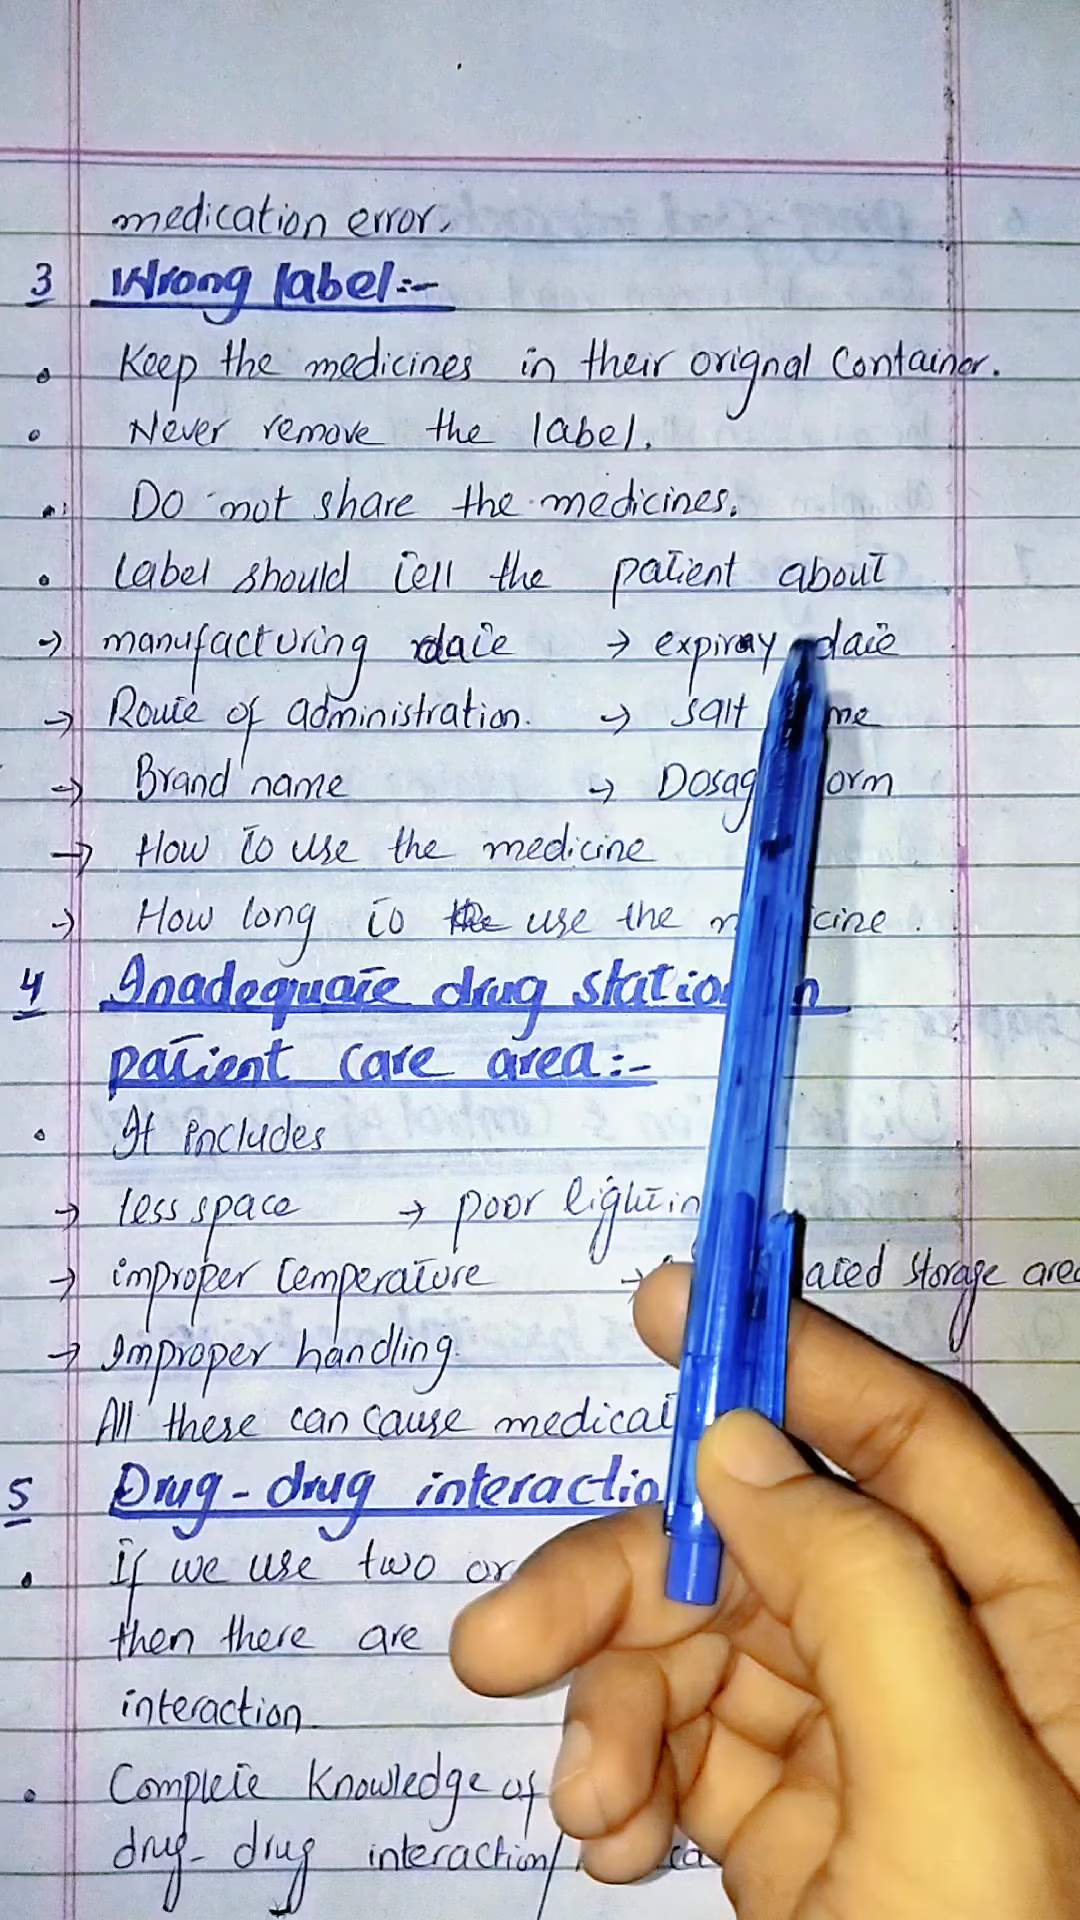 medication error.
3 Wrong label:-
• Keep the medicines in their orignal Container.
• Never remove the label.
• Do not share the medicines.
• Label should tell the patient about
→ manufacturing date → expiray date
→ Route of administration. → salt
→ Brand name →
→ How to use the medicine
→ How long to use the
4 Inadequate drug
patient care area:-
• It includes
→ less space → poor
→ improper temperature → storage area
→ Improper handling.
All these can cause
5 Drug-drug
• If we use two or
then there are
interaction.
• Complete Knowledge of
drug-drug interaction/